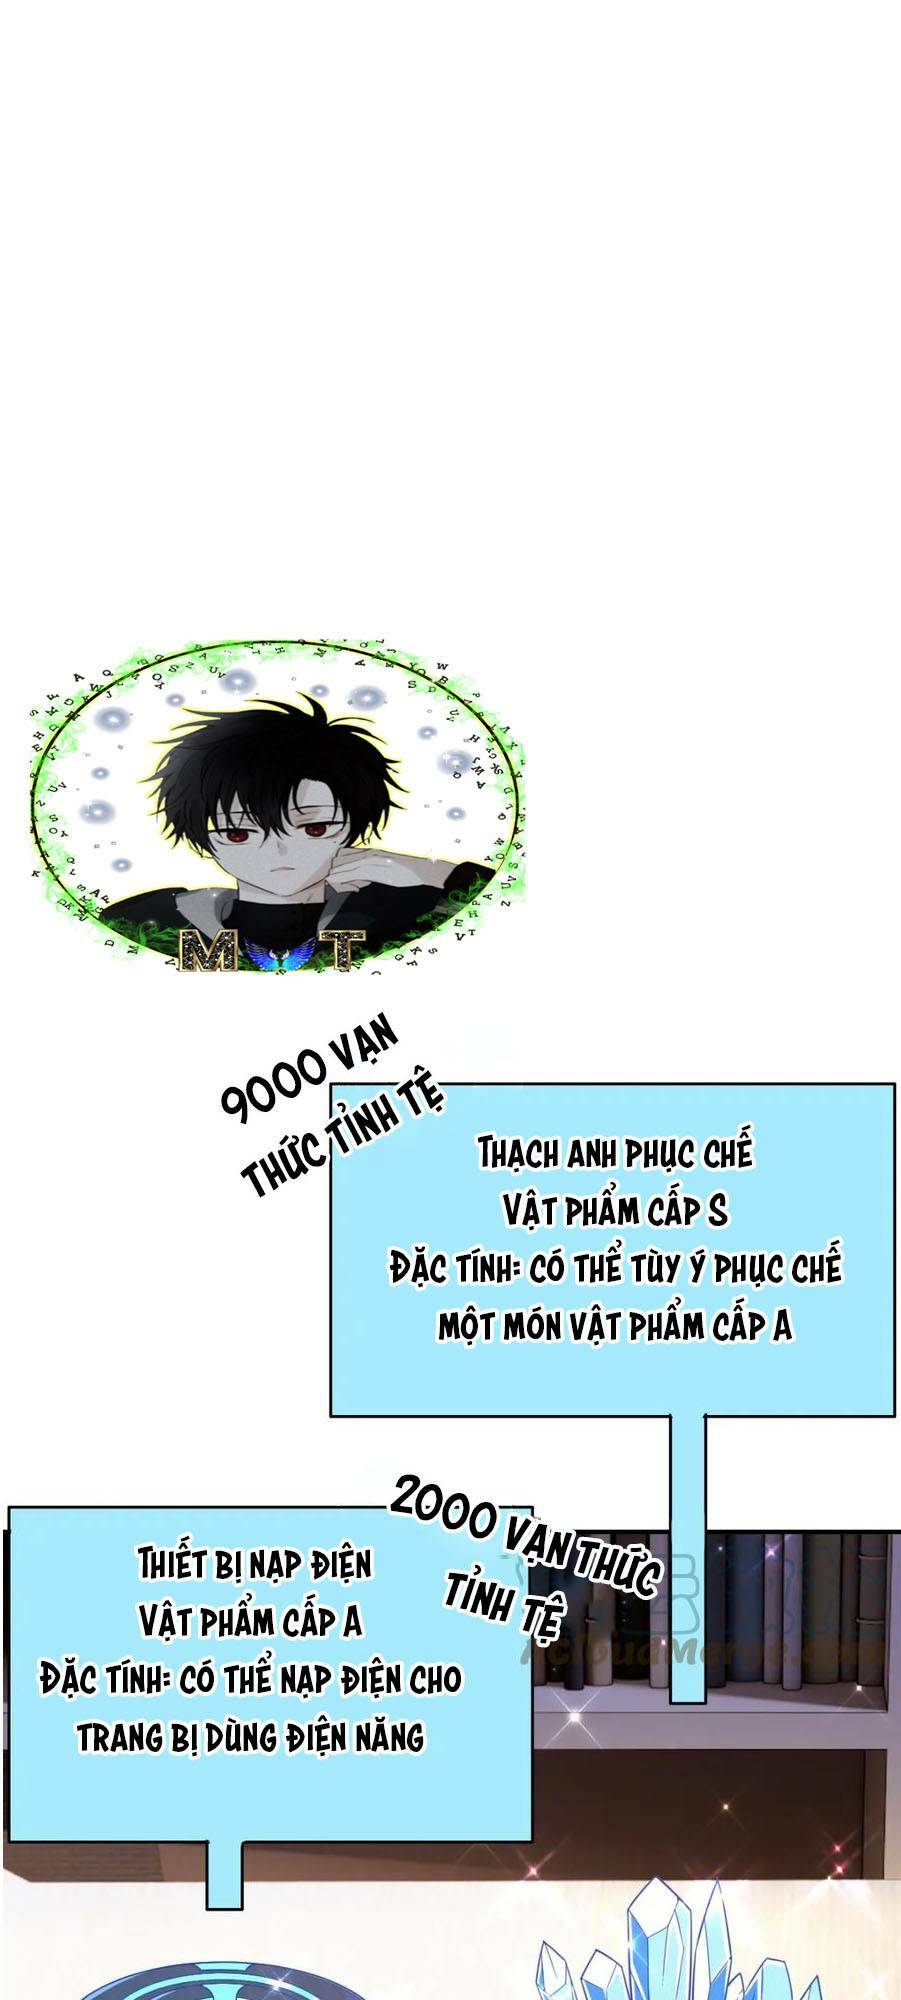 M T
9000 VẠN
THỨC TỈNH TỆ
THẠCH ANH PHỤC CHẾ
VẬT PHẨM CẤP S
ĐẶC TÍNH: CÓ THỂ TÙY Ý PHỤC CHẾ
MỘT MÓN VẬT PHẨM CẤP A
2000 VẠN THỨC
TỈNH TỆ
THIẾT BỊ NẠP ĐIỆN
VẬT PHẨM CẤP A
ĐẶC TÍNH: CÓ THỂ NẠP ĐIỆN CHO
TRANG BỊ DÙNG ĐIỆN NĂNG
AcloudMerge.com